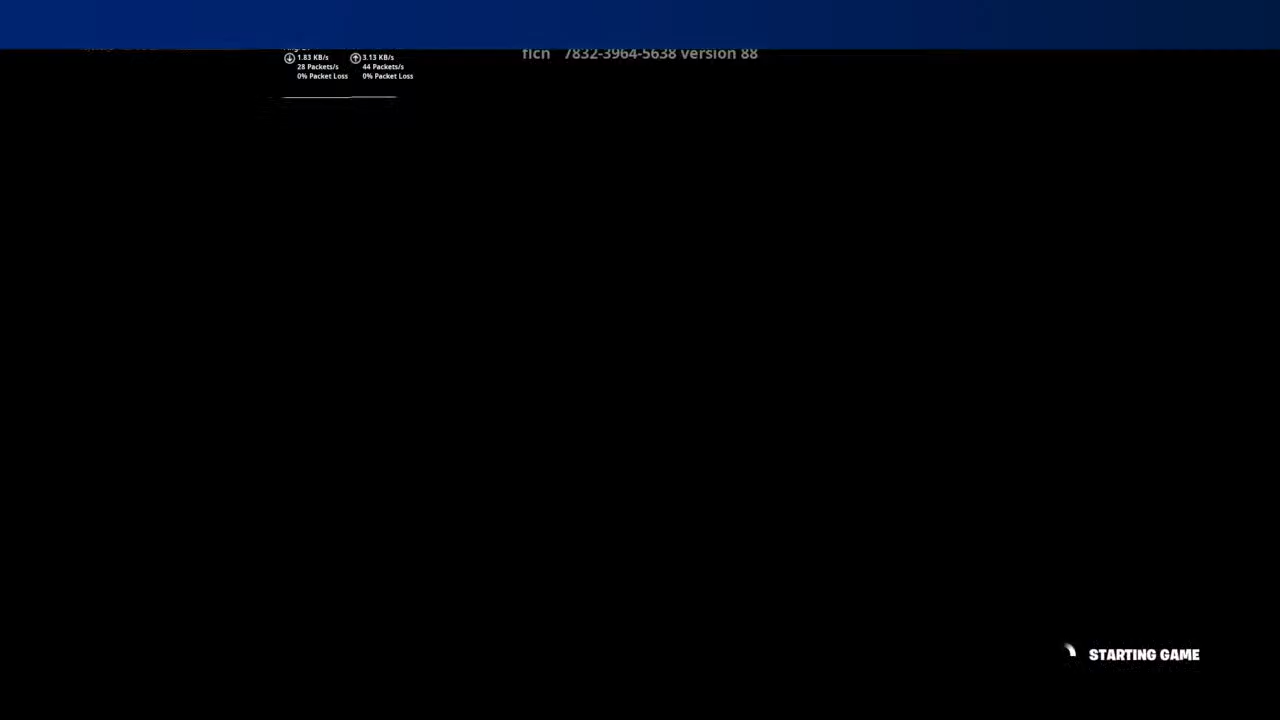 1.83 KB/s
28 Packets/s
0% Packet Loss
3.13 KB/s
44 Packets/s
0% Packet Loss
7832-3964-5638 version 88
STARTING GAME